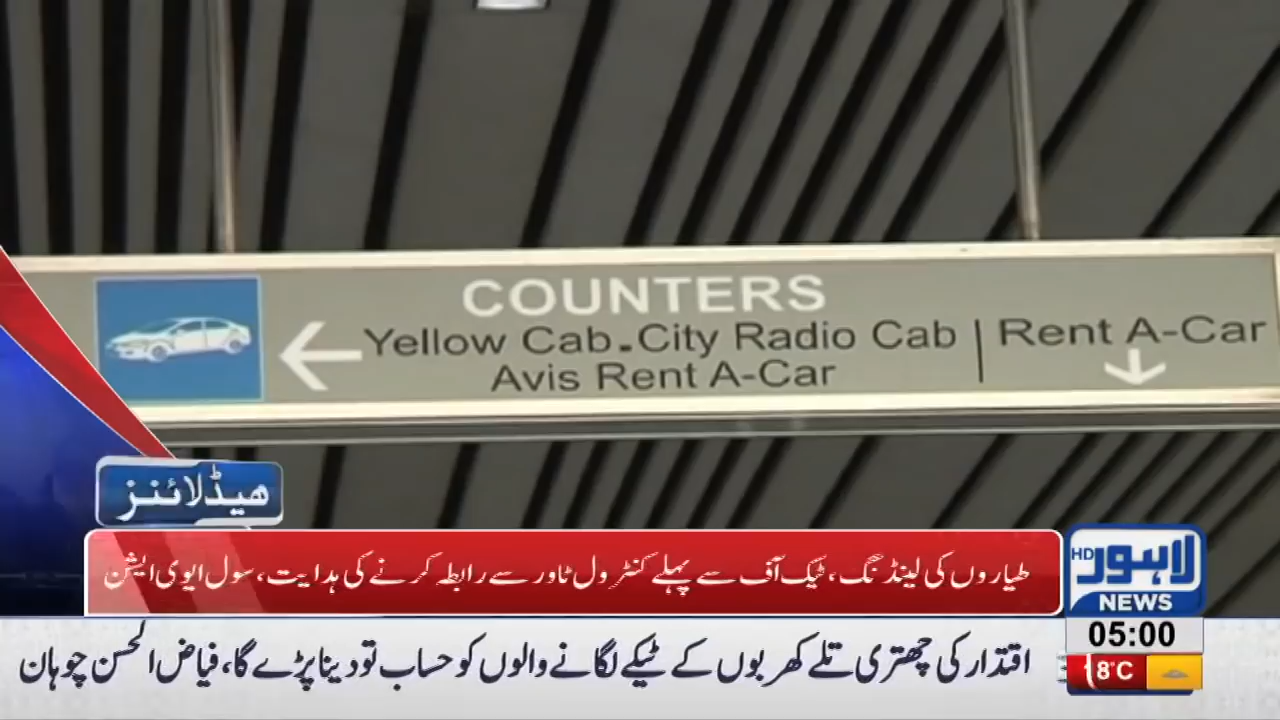 COUNTERS
Yellow Cab.City Radio Cab | Rent A-Car
Avis Rent A-Car
ھیڈلائنز
طیاروں کی لینڈنگ، ٹیک آف سے پہلے کنٹرول ٹاور سے رابطہ کرنے کی ہدایت، سول ایوی ایشن
HD لاہور
NEWS
05:00
18°C
اقتدار کی چھتری تلے کھربوں کے ٹیکے لگانے والوں کو حساب تو دینا پڑے گا، فیاض الحسن چوہان